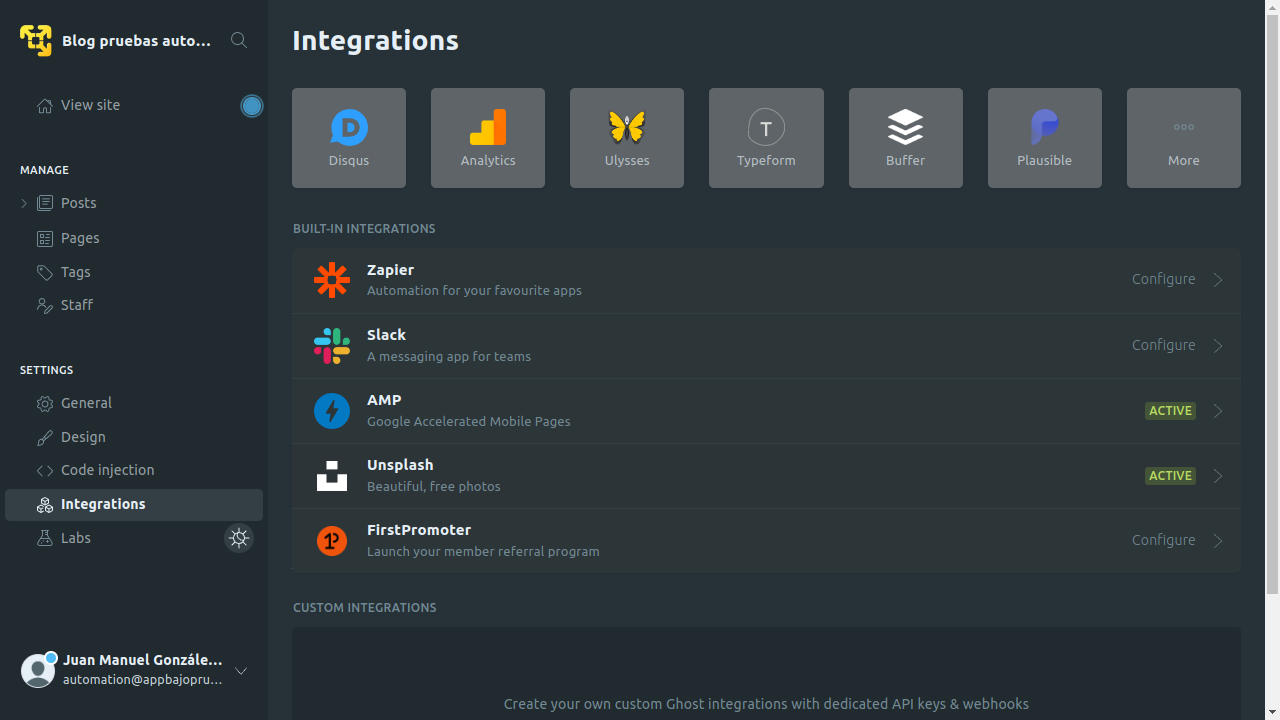 Blog pruebas auto...
View site
MANAGE
Posts
Pages
Tags
Staff
SETTINGS
General
Design
Code injection
Integrations
Labs
Juan Manuel Gonzále...
automation@appbajopru...
Integrations
Disqus
Analytics
Ulysses
T
Typeform
Buffer
Plausible
More
BUILT-IN INTEGRATIONS
Zapier
Automation for your favourite apps
Configure
Slack
A messaging app for teams
Configure
AMP
Google Accelerated Mobile Pages
ACTIVE
Unsplash
Beautiful, free photos
ACTIVE
FirstPromoter
Launch your member referral program
Configure
CUSTOM INTEGRATIONS
Create your own custom Ghost integrations with dedicated API keys & webhooks